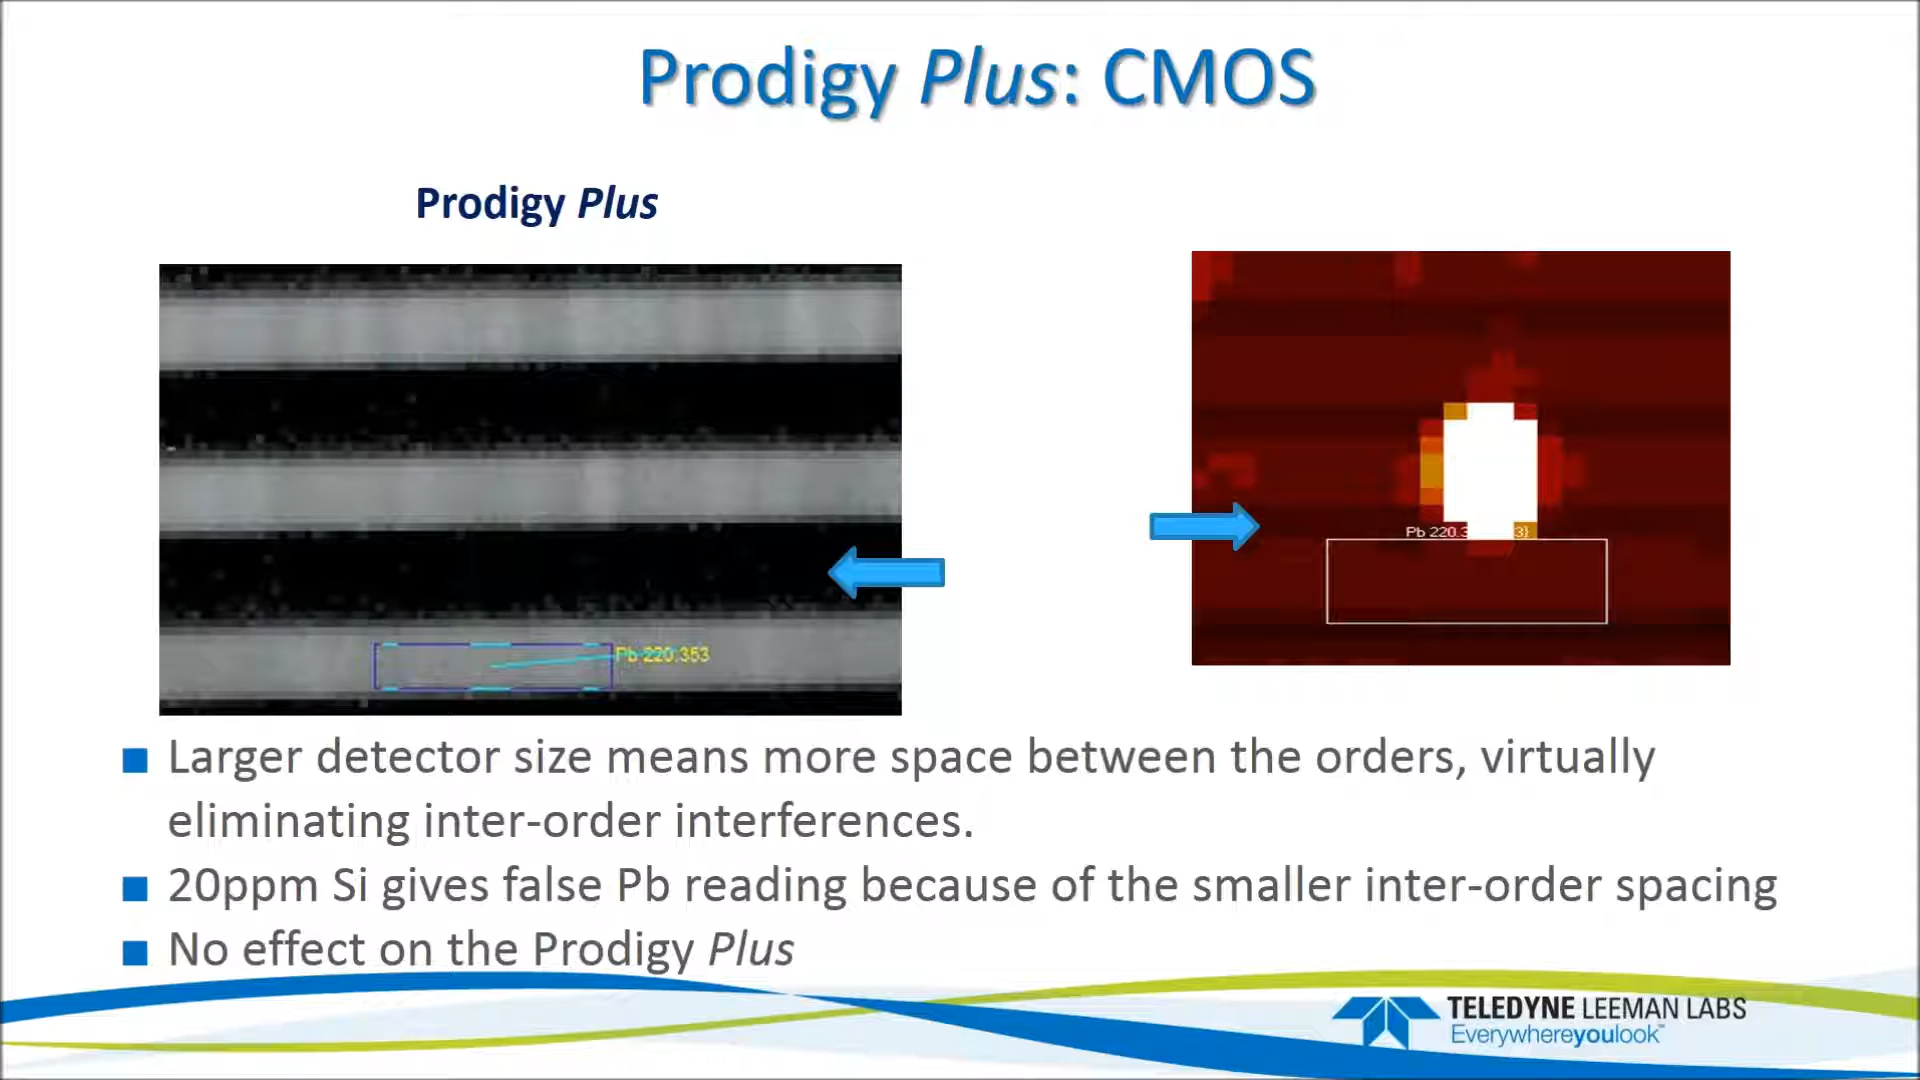 Prodigy Plus: CMOS
Prodigy Plus
Pb 220.3 3}
Pb 220.353
■ Larger detector size means more space between the orders, virtually
eliminating inter-order interferences.
■ 20ppm Si gives false Pb reading because of the smaller inter-order spacing
■ No effect on the Prodigy Plus
TELEDYNE LEEMAN LABS
Everywhereyoulook™